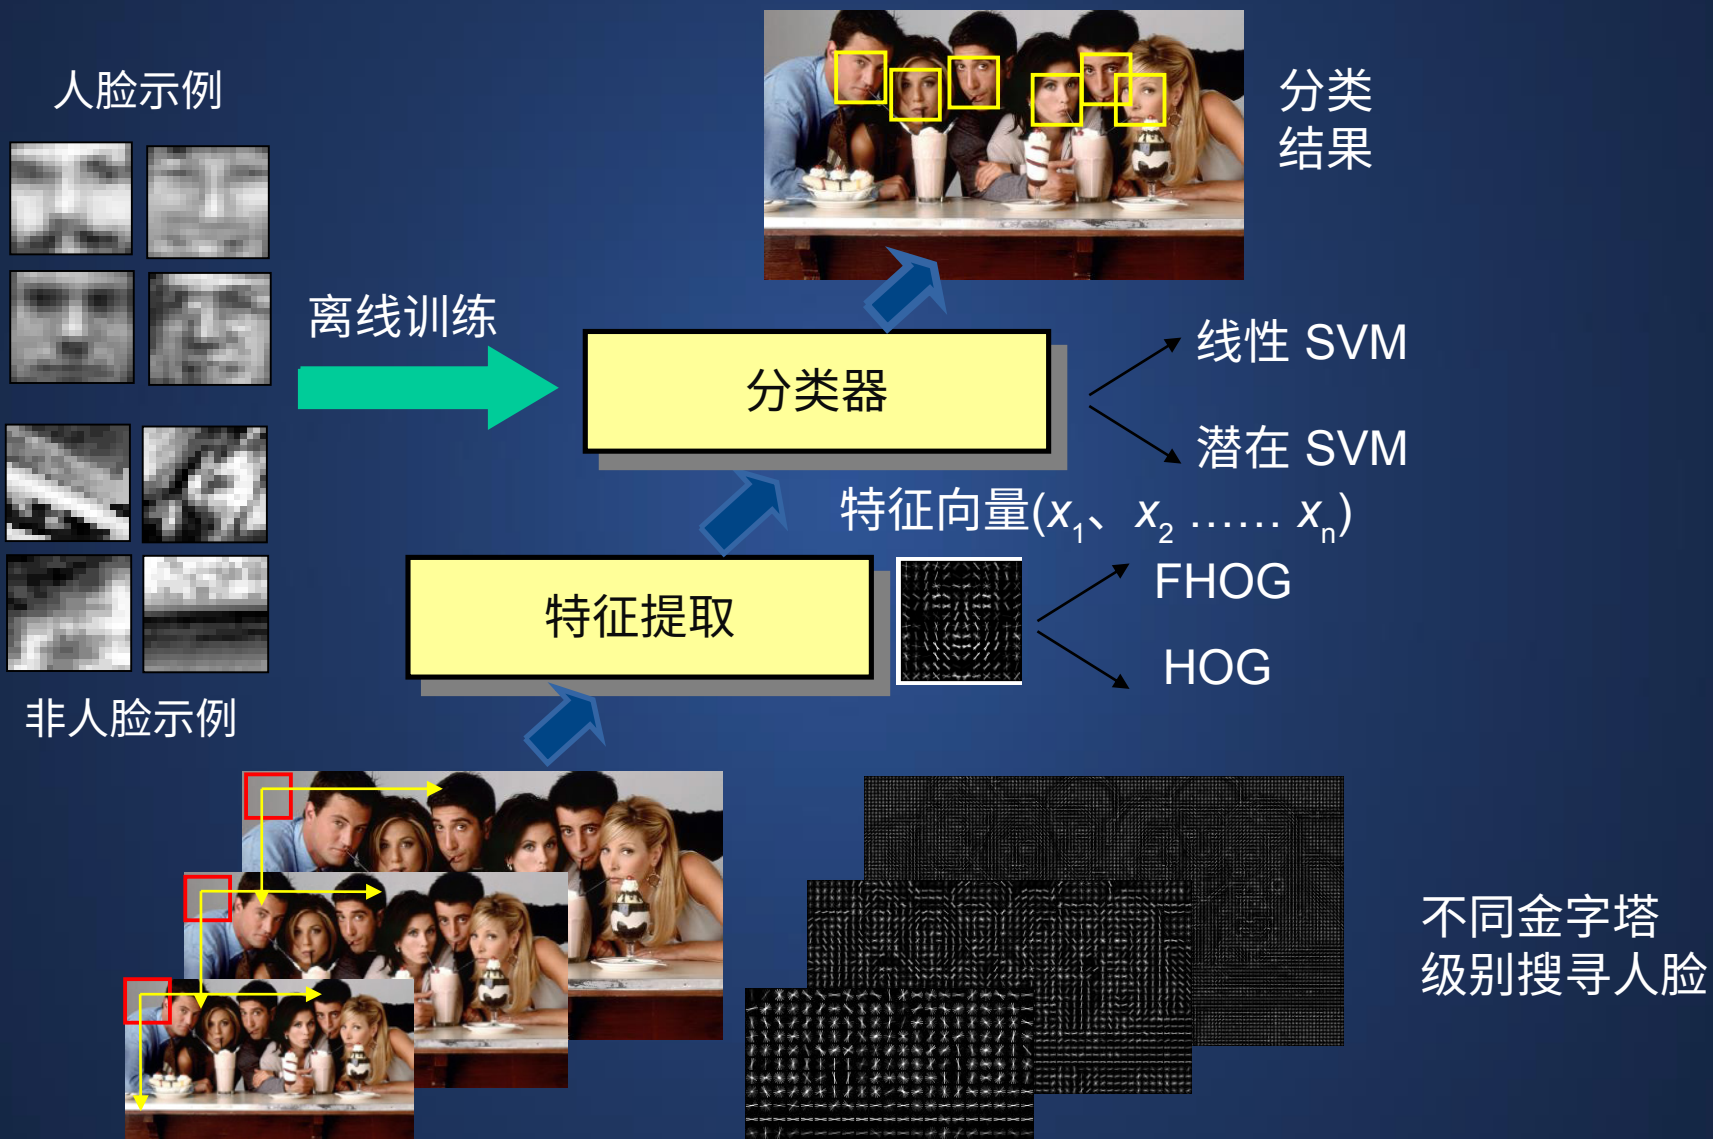 人脸示例
分类
结果
离线训练
分类器
线性 SVM
潜在 SVM
特征向量(x1、x2 …… xn)
特征提取
FHOG
HOG
非人脸示例
不同金字塔
级别搜寻人脸